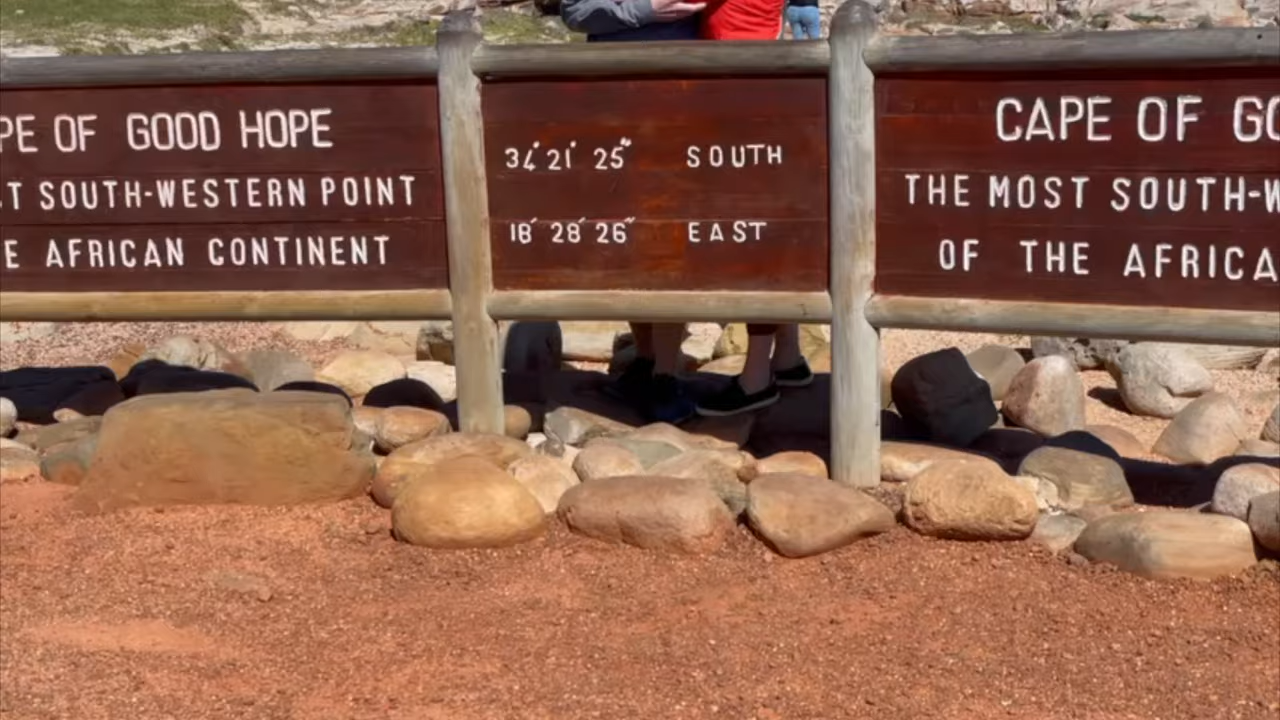 PE OF GOOD HOPE
T SOUTH-WESTERN POINT
E AFRICAN CONTINENT
34° 21′ 25″ SOUTH
18° 28′ 26″ EAST
CAPE OF GO
THE MOST SOUTH-W
OF THE AFRICA